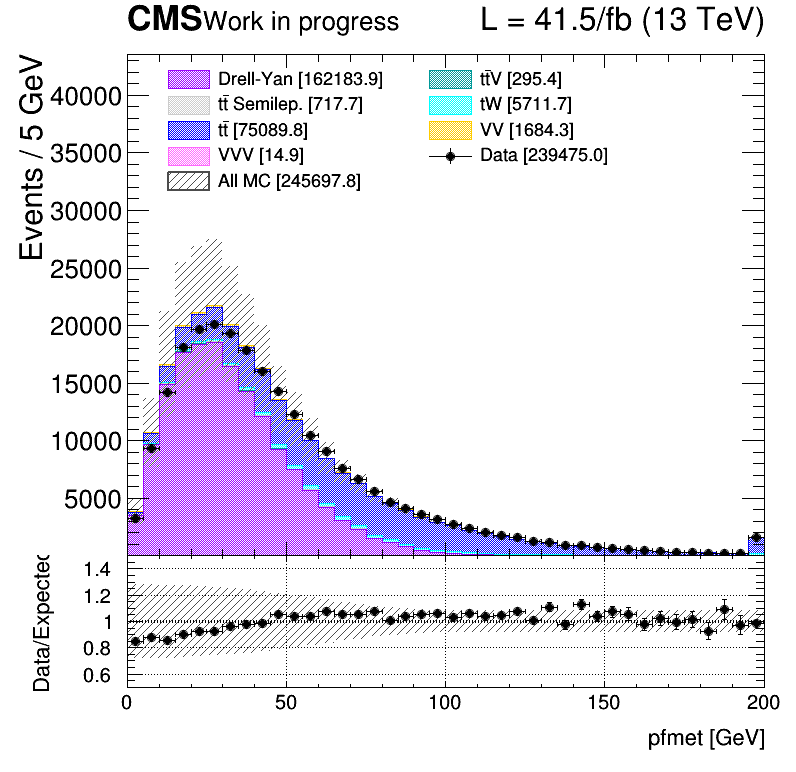 CMS Work in progress L = 41.5/fb (13 TeV)
Events / 5 GeV
40000
35000
30000
25000
20000
15000
10000
5000
Drell-Yan [162183.9]
tt̄ Semilep. [717.7]
tt̄ [75089.8]
VVV [14.9]
All MC [245697.8]
tt̄V [295.4]
tW [5711.7]
VV [1684.3]
Data [239475.0]
Data/Expected
1.4
1.2
1
0.8
0.6
0 50 100 150 200
pfmet [GeV]